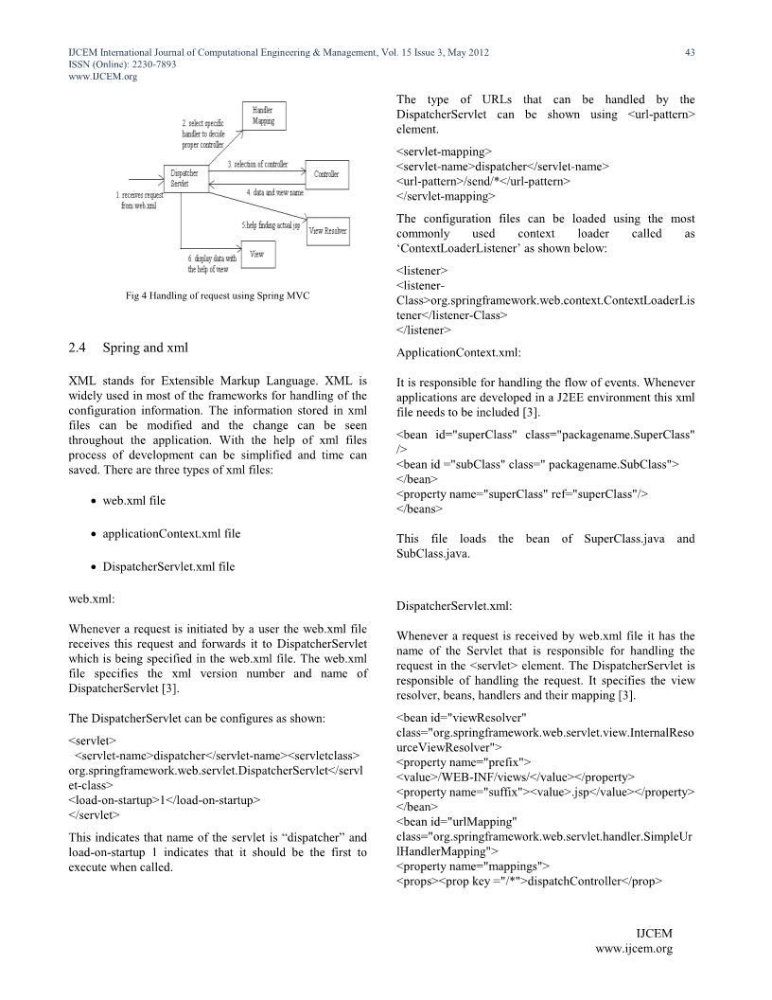 IJCEM International Journal of Computational Engineering & Management, Vol. 15 Issue 3, May 2012 43
ISSN (Online): 2230-7893
www.IJCEM.org
Handler
Mapping
2. select specific
handler to decide
proper controller
Dispatcher
Servlet
3. selection of controller
Controller
1. receives request
from web.xml
4. data and view name
5.help finding actual jsp
View Resolver
6. display data with
the help of view
View
Fig 4 Handling of request using Spring MVC
2.4 Spring and xml
XML stands for Extensible Markup Language. XML is
widely used in most of the frameworks for handling of the
configuration information. The information stored in xml
files can be modified and the change can be seen
throughout the application. With the help of xml files
process of development can be simplified and time can
saved. There are three types of xml files:
• web.xml file
• applicationContext.xml file
• DispatcherServlet.xml file
web.xml:
Whenever a request is initiated by a user the web.xml file
receives this request and forwards it to DispatcherServlet
which is being specified in the web.xml file. The web.xml
file specifies the xml version number and name of
DispatcherServlet [3].
The DispatcherServlet can be configures as shown:
<servlet>
<servlet-name>dispatcher</servlet-name><servletclass>
org.springframework.web.servlet.DispatcherServlet</servl
et-class>
<load-on-startup>1</load-on-startup>
</servlet>
This indicates that name of the servlet is “dispatcher” and
load-on-startup 1 indicates that it should be the first to
execute when called.
The type of URLs that can be handled by the
DispatcherServlet can be shown using <url-pattern>
element.
<servlet-mapping>
<servlet-name>dispatcher</servlet-name>
<url-pattern>/send/*</url-pattern>
</servlet-mapping>
The configuration files can be loaded using the most
commonly used context loader called as
‘ContextLoaderListener’ as shown below:
<listener>
<listener-
Class>org.springframework.web.context.ContextLoaderLis
tener</listener-Class>
</listener>
ApplicationContext.xml:
It is responsible for handling the flow of events. Whenever
applications are developed in a J2EE environment this xml
file needs to be included [3].
<bean id="superClass" class="packagename.SuperClass"
/>
<bean id ="subClass" class=" packagename.SubClass">
</bean>
<property name="superClass" ref="superClass"/>
</beans>
This file loads the bean of SuperClass.java and
SubClass.java.
DispatcherServlet.xml:
Whenever a request is received by web.xml file it has the
name of the Servlet that is responsible for handling the
request in the <servlet> element. The DispatcherServlet is
responsible of handling the request. It specifies the view
resolver, beans, handlers and their mapping [3].
<bean id="viewResolver"
class="org.springframework.web.servlet.view.InternalReso
urceViewResolver">
<property name="prefix">
<value>/WEB-INF/views/</value></property>
<property name="suffix"><value>.jsp</value></property>
</bean>
<bean id="urlMapping"
class="org.springframework.web.servlet.handler.SimpleUr
lHandlerMapping">
<property name="mappings">
<props><prop key ="/*">dispatchController</prop>
IJCEM
www.ijcem.org